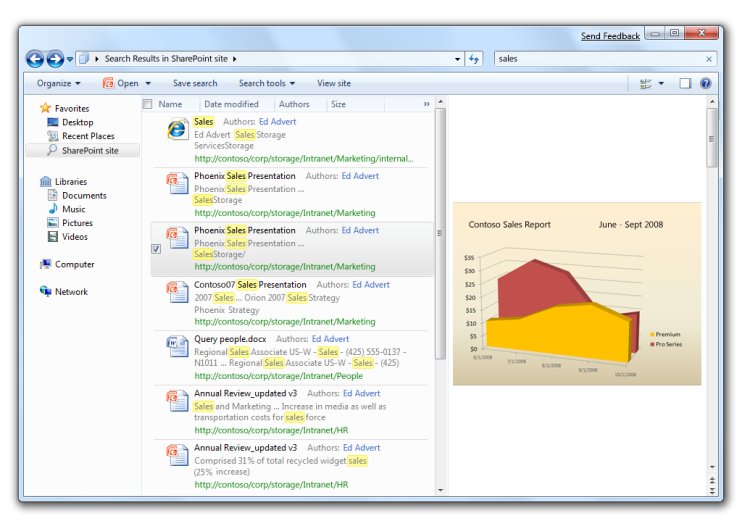 Send Feedback
Search Results in SharePoint site
sales
Organize
Open
Save search
Search tools
View site
Favorites
Desktop
Recent Places
SharePoint site
Libraries
Documents
Music
Pictures
Videos
Computer
Network
Name Date modified Authors Size »
Sales Authors: Ed Advert
Ed Advert Sales Storage
ServicesStorage
http://contoso/corp/storage/Intranet/Marketing/internal...
Phoenix Sales Presentation Authors: Ed Advert
Phoenix Sales Presentation ...
SalesStorage
http://contoso/corp/storage/Intranet/Marketing
Phoenix Sales Presentation Authors: Ed Advert
Phoenix Sales Presentation ...
SalesStorage/
http://contoso/corp/storage/Intranet/Marketing
Contoso07 Sales Presentation Authors: Ed Advert
2007 Sales ... Orion 2007 Sales Strategy
Phoenix Strategy
http://contoso/corp/storage/Intranet/Marketing
Query people.docx Authors: Ed Advert
Regional Sales Associate US-W - Sales - (425) 555-0137 -
N1011 ... Regional Sales Associate US-W - Sales - (425)
http://contoso/corp/storage/Intranet/People
Annual Review_updated v3 Authors: Ed Advert
Sales and Marketing ... Increase in media as well as
transportation costs for sales force
http://contoso/corp/storage/Intranet/HR
Annual Review_updated v3 Authors: Ed Advert
Comprised 31% of total recycled widget sales
(25% increase)
http://contoso/corp/storage/Intranet/HR
Contoso Sales Report June - Sept 2008
$35
$30
$25
$20
$15
$10
$5
$0
6/1/2008
7/1/2008
8/1/2008
9/1/2008
10/1/2008
Premium
Pro Series